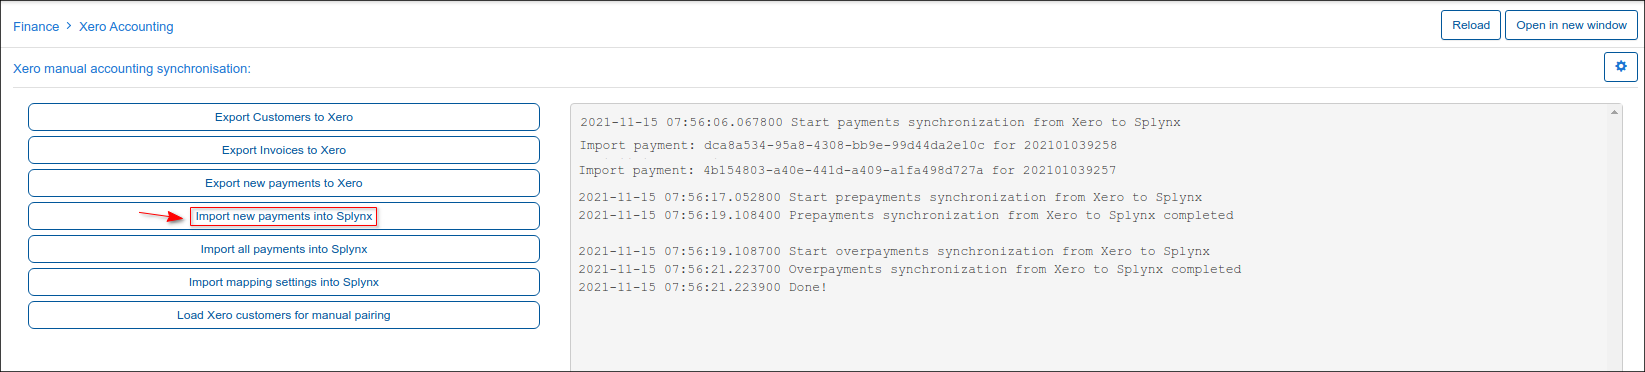 Finance > Xero Accounting
Reload
Open in new window
Xero manual accounting synchronisation:
Export Customers to Xero
Export Invoices to Xero
Export new payments to Xero
Import new payments into Splynx
Import all payments into Splynx
Import mapping settings into Splynx
Load Xero customers for manual pairing
2021-11-15 07:56:06.067800 Start payments synchronization from Xero to Splynx
Import payment: dca8a534-95a8-4308-bb9e-99d44da2e10c for 202101039258
Import payment: 4b154803-a40e-441d-a409-a1fa498d727a for 202101039257
2021-11-15 07:56:17.052800 Start prepayments synchronization from Xero to Splynx
2021-11-15 07:56:19.108400 Prepayments synchronization from Xero to Splynx completed
2021-11-15 07:56:19.108700 Start overpayments synchronization from Xero to Splynx
2021-11-15 07:56:21.223700 Overpayments synchronization from Xero to Splynx completed
2021-11-15 07:56:21.223900 Done!